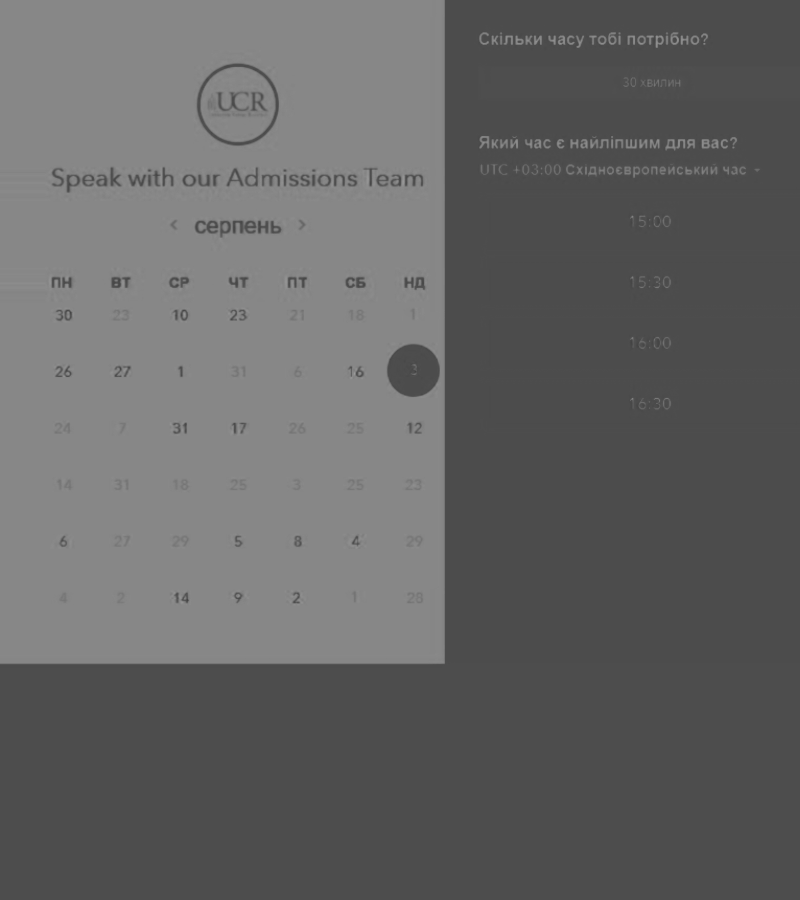 UCR
Speak with our Admissions Team
< серпень >
ПН ВТ СР ЧТ ПТ СБ НД
30 23 10 23 21 18 1
26 27 1 31 6 16 3
24 7 31 17 26 25 12
14 31 18 25 3 25 23
6 27 29 5 8 4 29
4 2 14 9 2 1 28
Скільки часу тобі потрібно?
30 хвилин
Який час є найліпшим для вас?
UTC +03:00 Східноєвропейський час
15:00
15:30
16:00
16:30